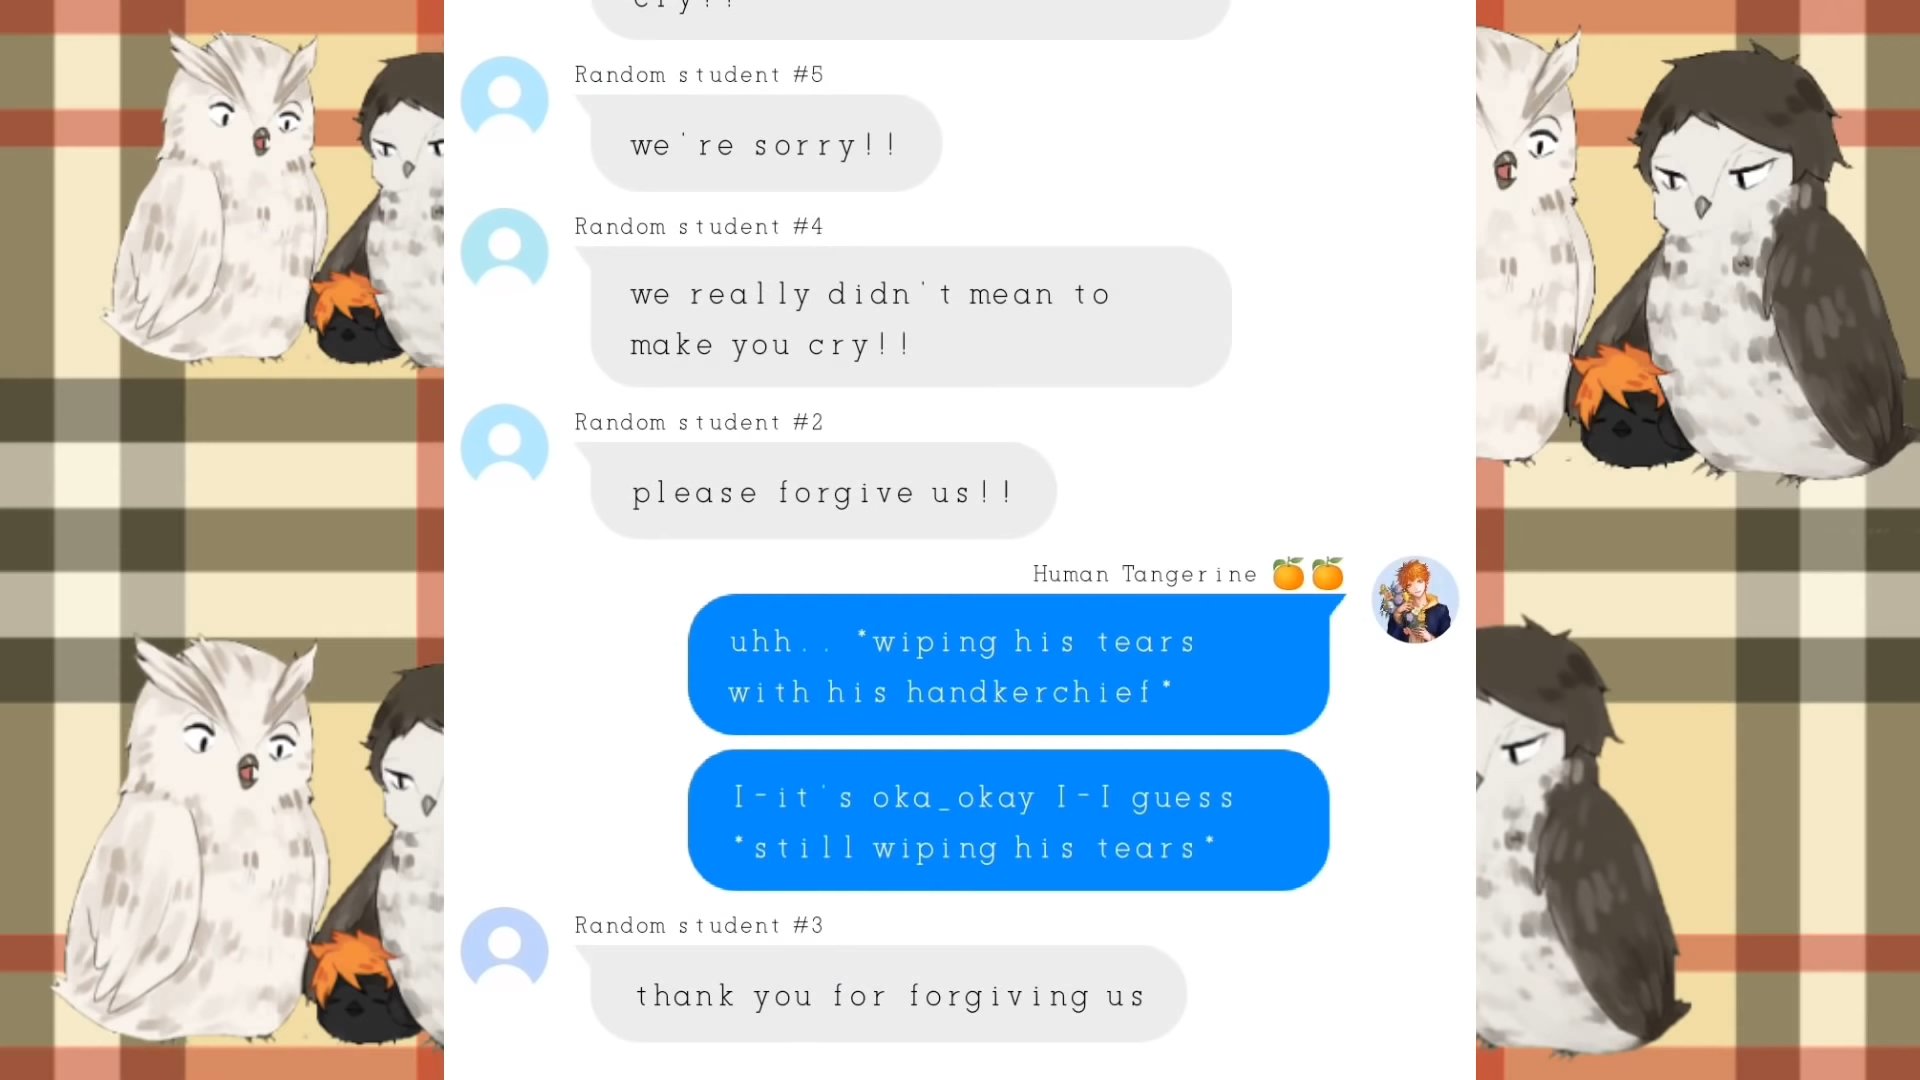 cry!!
Random student #5
we're sorry!!
Random student #4
we really didn't mean to
make you cry!!
Random student #2
please forgive us!!
Human Tangerine 🍊🍊
uhh.. *wiping his tears
with his handkerchief*
I-it's oka_okay I-I guess
*still wiping his tears*
Random student #3
thank you for forgiving us